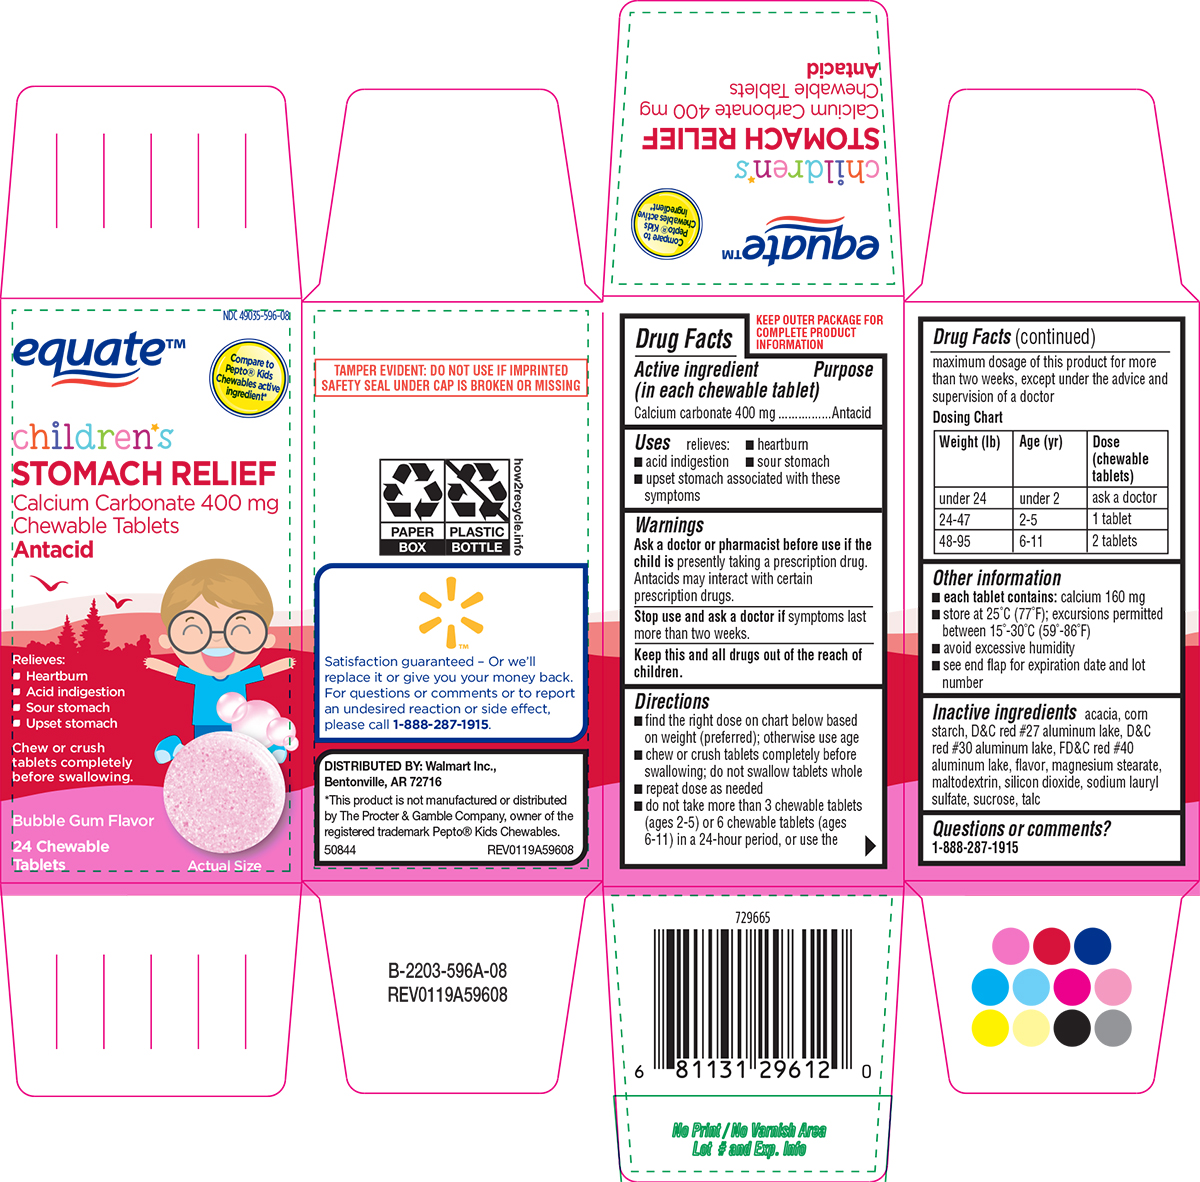 Antacid
Chewable Tablets
Calcium Carbonate 400 mg
STOMACH RELIEF
children's
Compare to
Pepto® Kids
Chewables active
ingredient*
equate™
NDC 49035-596-08
equate™
Compare to
Pepto® Kids
Chewables active
ingredient*
children's
STOMACH RELIEF
Calcium Carbonate 400 mg
Chewable Tablets
Antacid
Relieves:
▪ Heartburn
▪ Acid indigestion
▪ Sour stomach
▪ Upset stomach
Chew or crush
tablets completely
before swallowing.
Bubble Gum Flavor
24 Chewable
Tablets
Actual Size
TAMPER EVIDENT: DO NOT USE IF IMPRINTED
SAFETY SEAL UNDER CAP IS BROKEN OR MISSING
PAPER
BOX
PLASTIC
BOTTLE
how2recycle.info
TM
Satisfaction guaranteed – Or we'll
replace it or give you your money back.
For questions or comments or to report
an undesired reaction or side effect,
please call 1-888-287-1915.
DISTRIBUTED BY: Walmart Inc.,
Bentonville, AR 72716
*This product is not manufactured or distributed
by The Procter & Gamble Company, owner of the
registered trademark Pepto® Kids Chewables.
50844 REV0119A59608
B-2203-596A-08
REV0119A59608
KEEP OUTER PACKAGE FOR
COMPLETE PRODUCT
INFORMATION
Drug Facts
Active ingredient Purpose
(in each chewable tablet)
Calcium carbonate 400 mg ................Antacid
Uses relieves: ▪ heartburn
▪ acid indigestion ▪ sour stomach
▪ upset stomach associated with these
symptoms
Warnings
Ask a doctor or pharmacist before use if the
child is presently taking a prescription drug.
Antacids may interact with certain
prescription drugs.
Stop use and ask a doctor if symptoms last
more than two weeks.
Keep this and all drugs out of the reach of
children.
Directions
▪ find the right dose on chart below based
on weight (preferred); otherwise use age
▪ chew or crush tablets completely before
swallowing; do not swallow tablets whole
▪ repeat dose as needed
▪ do not take more than 3 chewable tablets
(ages 2-5) or 6 chewable tablets (ages
6-11) in a 24-hour period, or use the
Drug Facts (continued)
maximum dosage of this product for more
than two weeks, except under the advice and
supervision of a doctor
Dosing Chart
Weight (lb) Age (yr) Dose
(chewable
tablets)
under 24 under 2 ask a doctor
24-47 2-5 1 tablet
48-95 6-11 2 tablets
Other information
▪ each tablet contains: calcium 160 mg
▪ store at 25˚C (77˚F); excursions permitted
between 15˚-30˚C (59˚-86˚F)
▪ avoid excessive humidity
▪ see end flap for expiration date and lot
number
Inactive ingredients acacia, corn
starch, D&C red #27 aluminum lake, D&C
red #30 aluminum lake, FD&C red #40
aluminum lake, flavor, magnesium stearate,
maltodextrin, silicon dioxide, sodium lauryl
sulfate, sucrose, talc
Questions or comments?
1-888-287-1915
729665
6 81131 29612 0
No Print / No Varnish Area
Lot # and Exp. Info